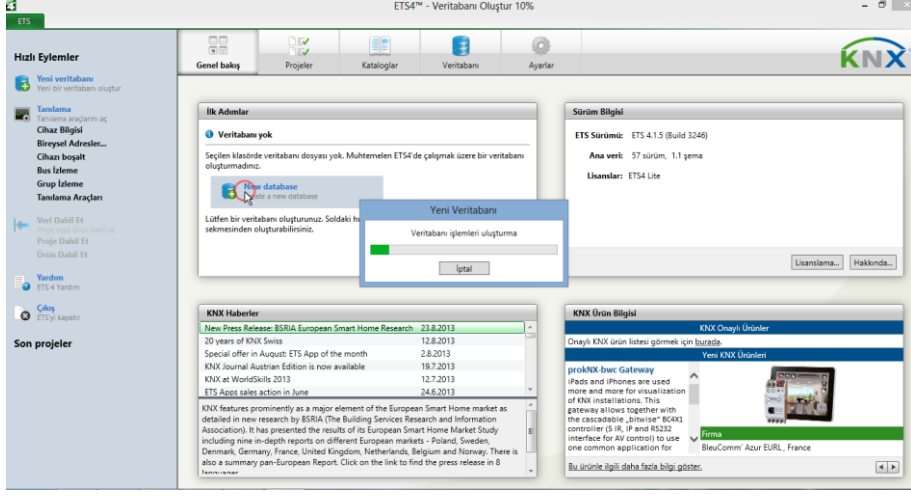 ETS4™ - Veritabanı Oluştur 10%
ETS
Hızlı Eylemler
Yeni veritabanı
Yeni bir veritabanı oluştur
Tanılama
Tanılama araçlarını aç
Cihaz Bilgisi
Bireysel Adresler...
Cihazı boşalt
Bus İzleme
Grup İzleme
Tanılama Araçları
Veri Dahil Et
Proje veya Ürün dahil et
Proje Dahil Et
Ürün Dahil Et
Yardım
ETS 4 Yardım
Çıkış
ETS'yi kapatır
Son projeler
Genel bakış
Projeler
Kataloglar
Veritabanı
Ayarlar
KNX
İlk Adımlar
Veritabanı yok
Seçilen klasörde veritabanı dosyası yok. Muhtemelen ETS4'de çalışmak üzere bir veritabanı
oluşturmadınız.
New database
Create a new database
Lütfen bir veritabanı oluşturunuz. Soldaki
sekmesinden oluşturabilirsiniz.
Yeni Veritabanı
Veritabanı işlemleri uluşturma
İptal
Sürüm Bilgisi
ETS Sürümü: ETS 4.1.5 (Build 3246)
Ana veri: 57 sürüm, 1.1 şema
Lisanslar: ETS4 Lite
Lisanslama... Hakkında...
KNX Haberler
New Press Release: BSRIA European Smart Home Research 23.8.2013
20 years of KNX Swiss 12.8.2013
Special offer in August: ETS App of the month 2.8.2013
KNX Journal Austrian Edition is now available 19.7.2013
KNX at WorldSkills 2013 12.7.2013
ETS Apps sales action in June 24.6.2013
KNX features prominently as a major element of the European Smart Home market as
detailed in new research by BSRIA (The Building Services Research and Information
Association). It has presented the results of its European Smart Home Market Study
including nine in-depth reports on different European markets - Poland, Sweden,
Denmark, Germany, France, United Kingdom, Netherlands, Belgium and Norway. There is
also a summary pan-European Report. Click on the link to find the press release in 8
languages
KNX Ürün Bilgisi
KNX Onaylı Ürünler
Onaylı KNX ürün listesi görmek için burada.
Yeni KNX Ürünleri
prokNX-bwc Gateway
iPads and iPhones are used
more and more for visualization
of KNX installations. This
gateway allows together with
the cascadable „bitwise“ BC4X1
controller (5 IR, IP and RS232
interface for AV control) to use
one common application for
Firma
BleuComm' Azur EURL, France
Bu ürünle ilgili daha fazla bilgi göster.